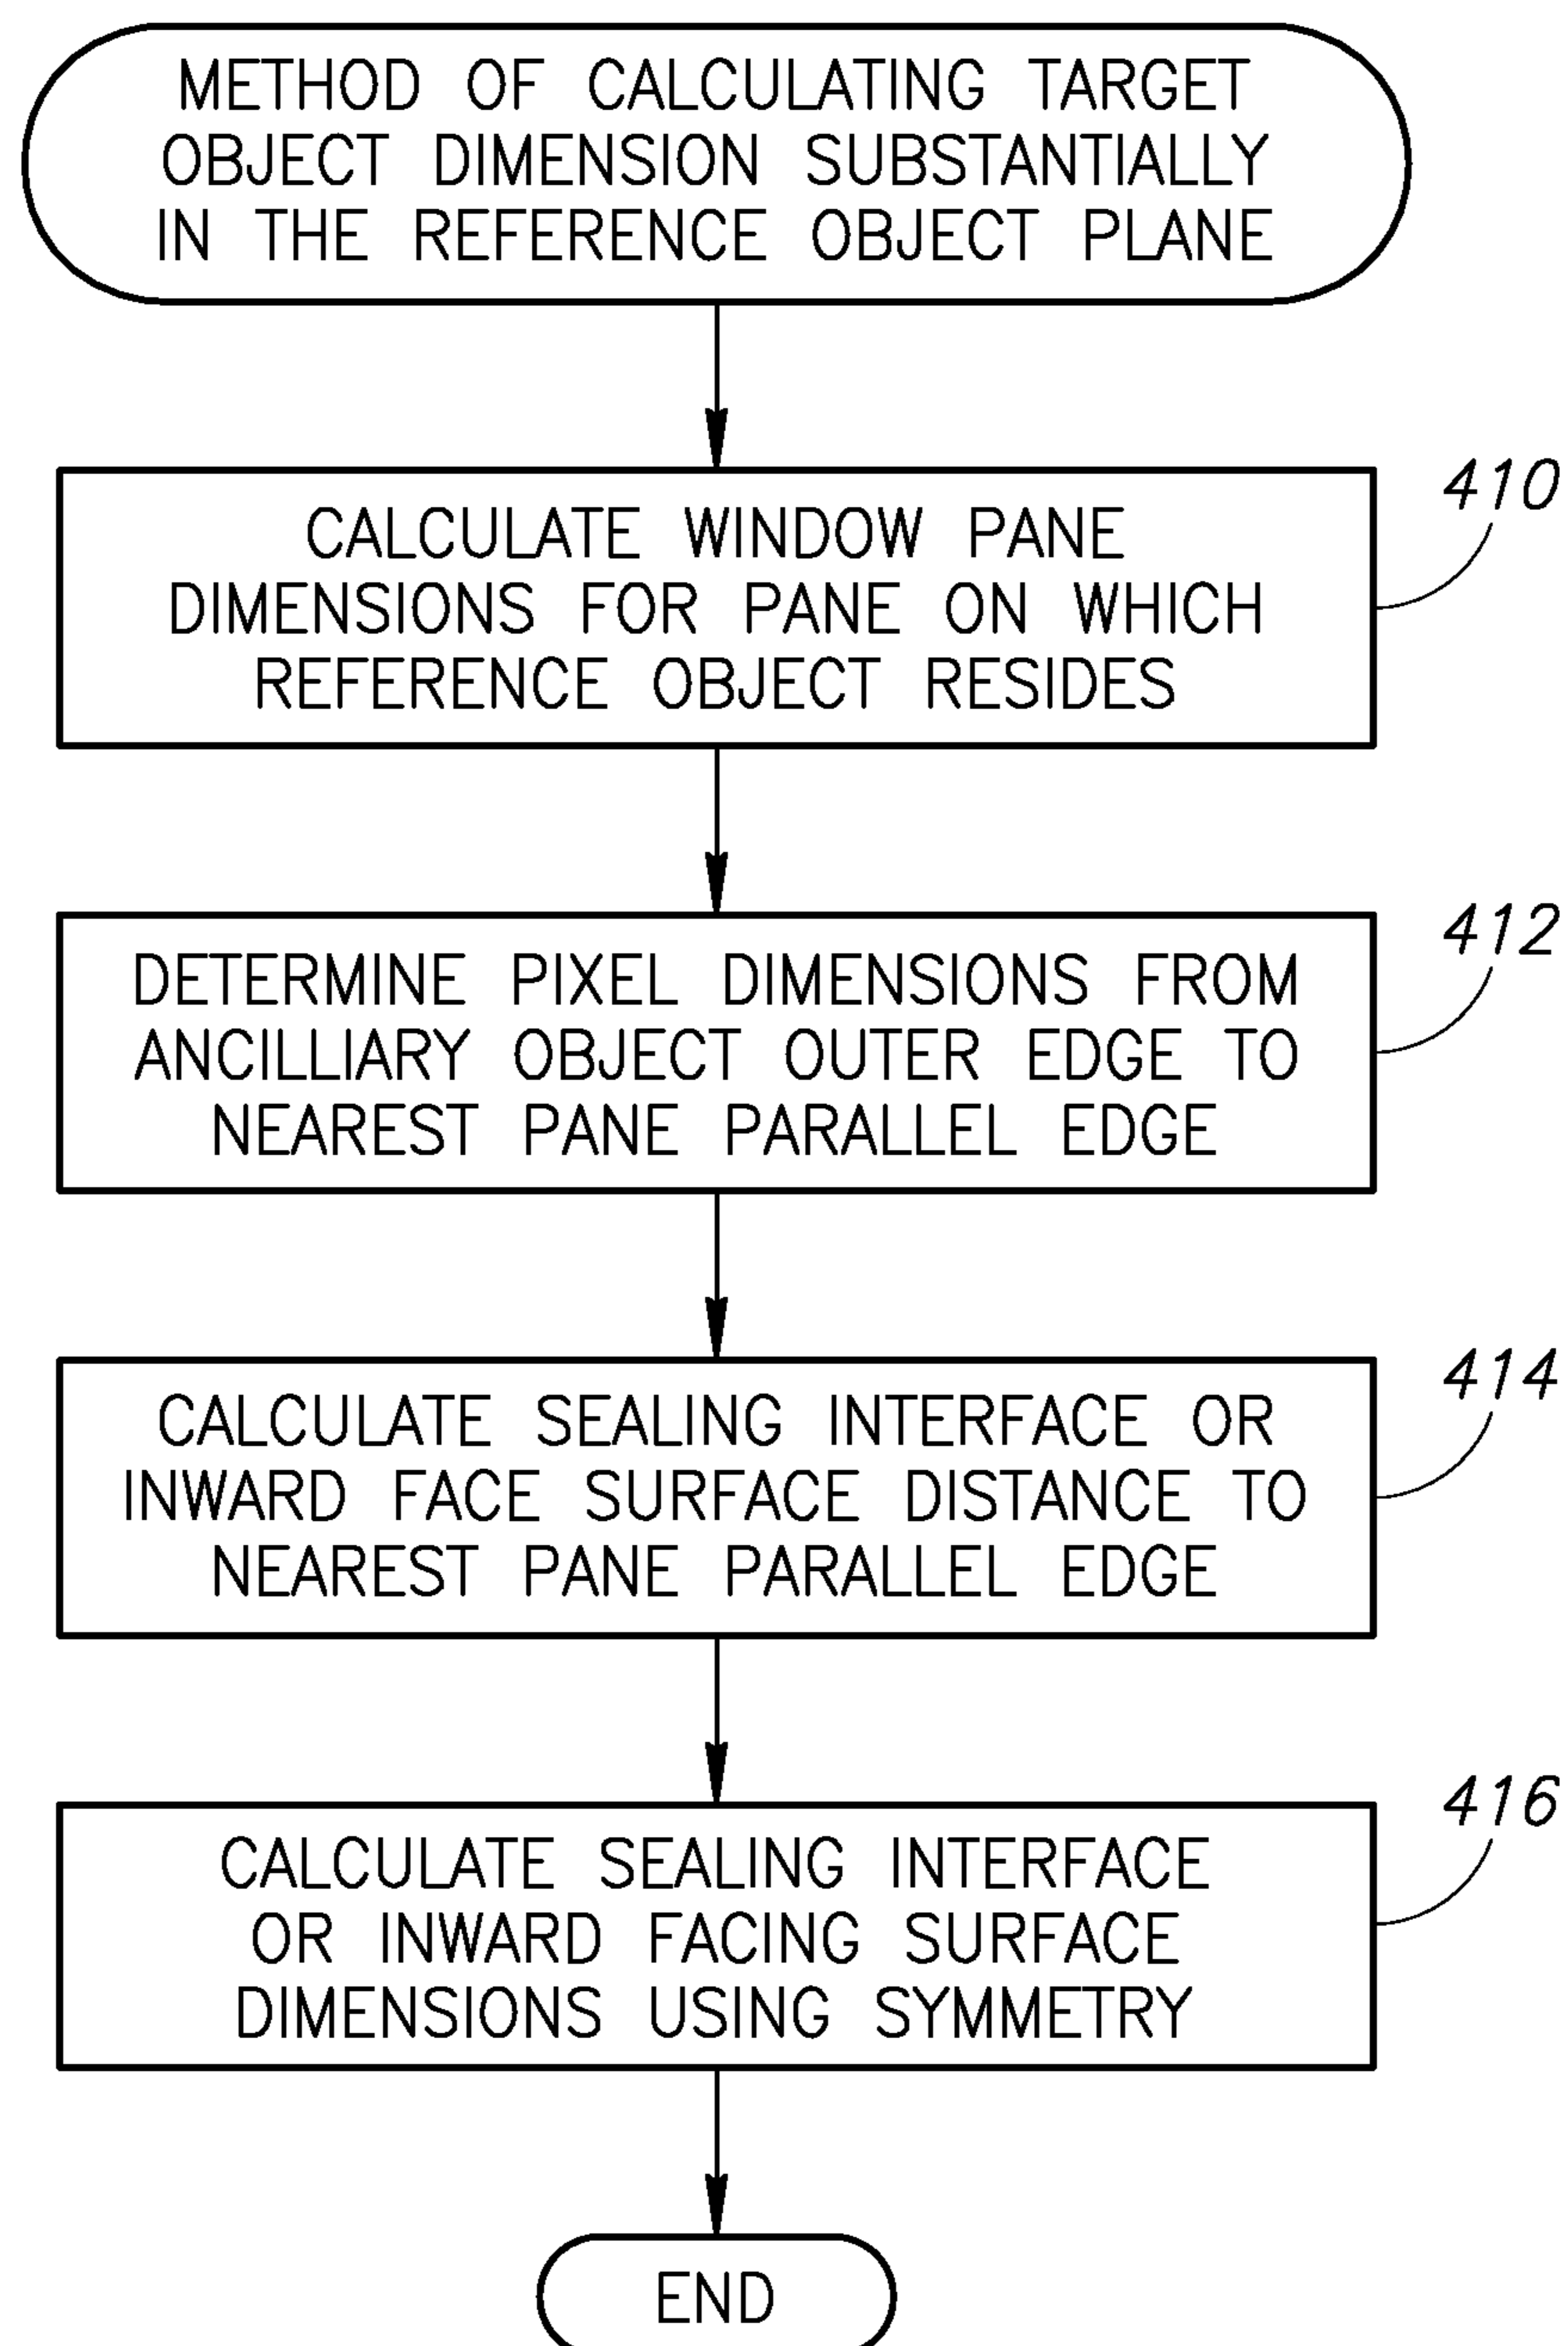 METHOD OF CALCULATING TARGET
OBJECT DIMENSION SUBSTANTIALLY
IN THE REFERENCE OBJECT PLANE
410
CALCULATE WINDOW PANE
DIMENSIONS FOR PANE ON WHICH
REFERENCE OBJECT RESIDES
412
DETERMINE PIXEL DIMENSIONS FROM
ANCILLIARY OBJECT OUTER EDGE TO
NEAREST PANE PARALLEL EDGE
414
CALCULATE SEALING INTERFACE OR
INWARD FACE SURFACE DISTANCE TO
NEAREST PANE PARALLEL EDGE
416
CALCULATE SEALING INTERFACE
OR INWARD FACING SURFACE
DIMENSIONS USING SYMMETRY
END